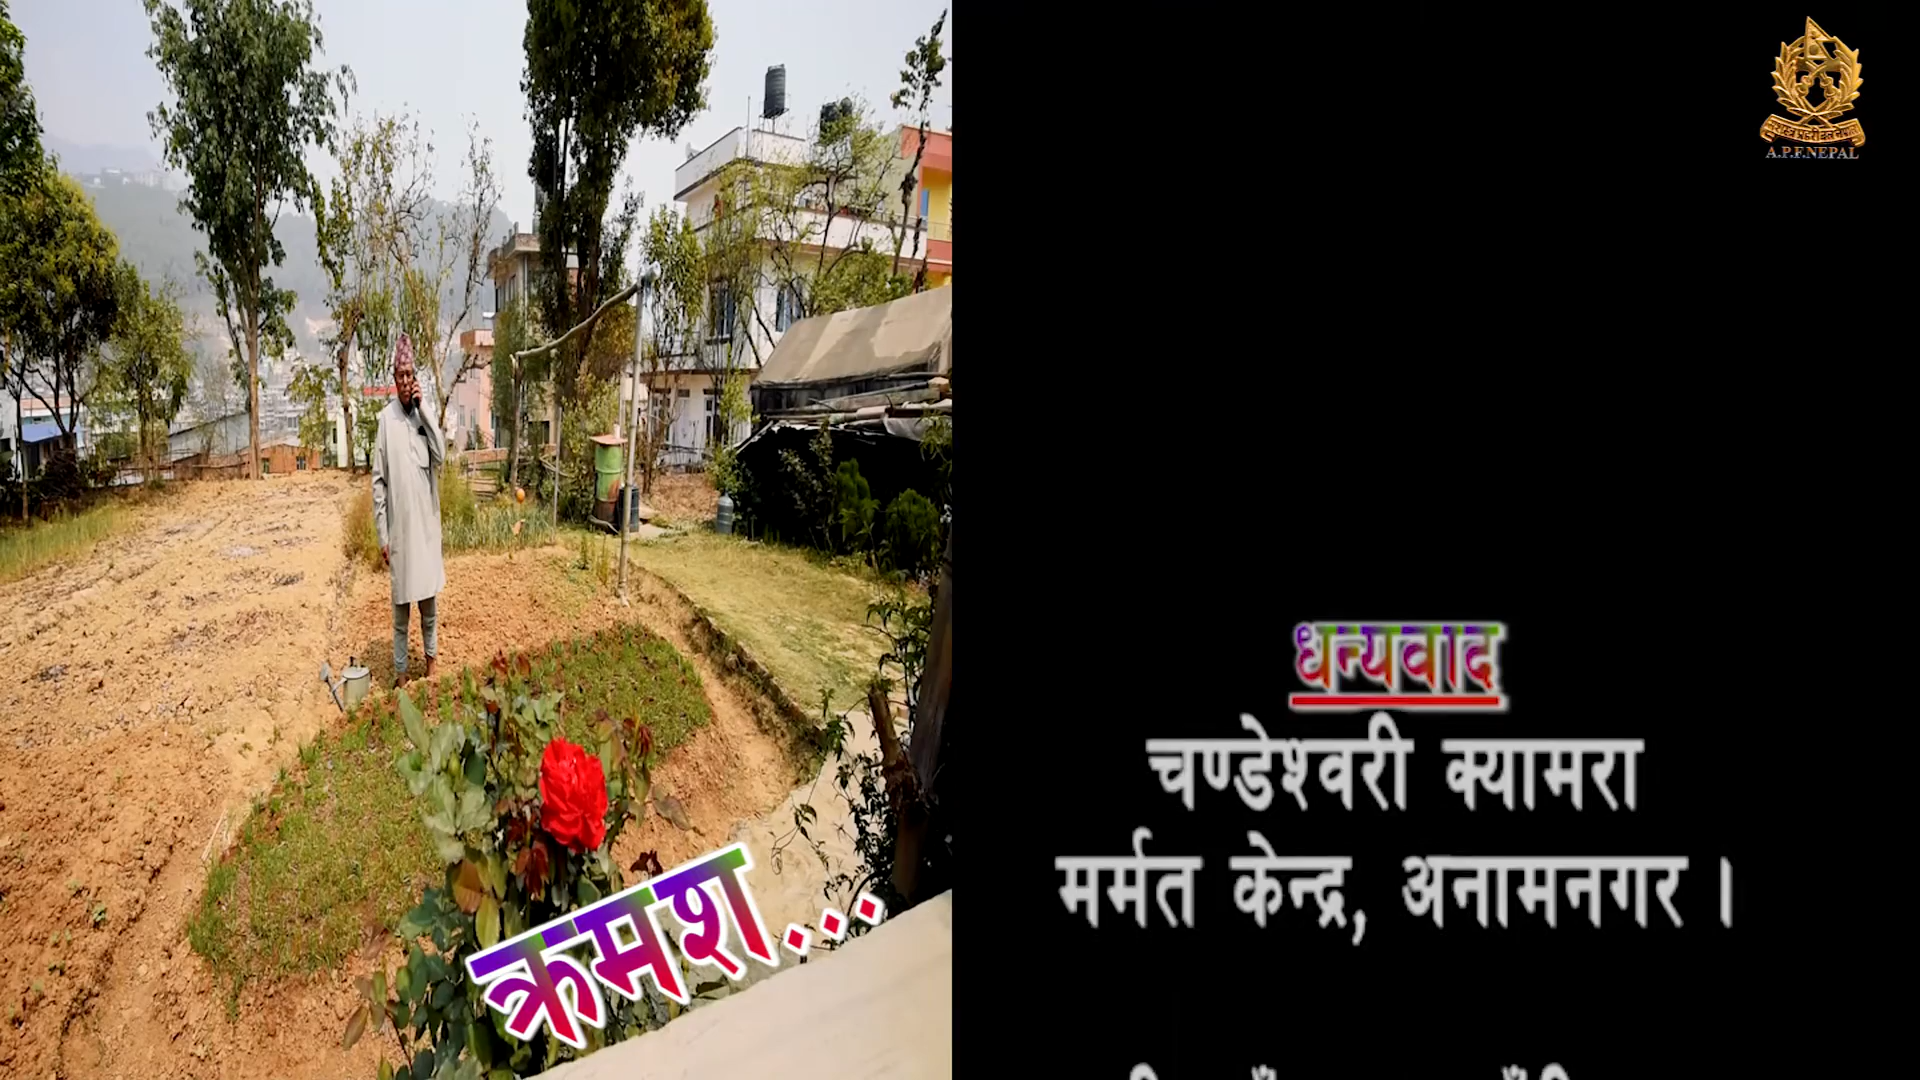 क्रमश...
A.P.F.NEPAL
धन्यवाद
चण्डेश्वरी क्यामरा
मर्मत केन्द्र, अनामनगर ।